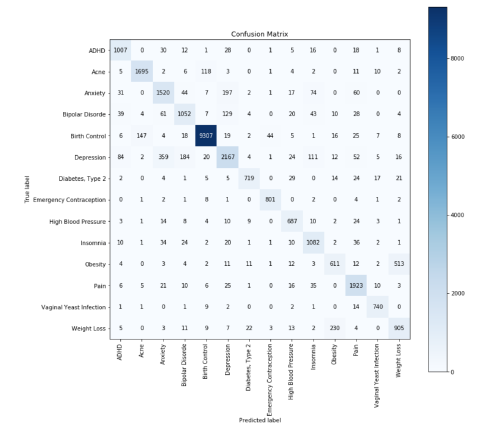 Confusion Matrix
ADHD 1007 0 30 12 1 28 0 1 5 16 0 18 1 8
Acne 5 1695 2 6 118 3 0 1 4 2 0 11 10 2
Anxiety 31 0 1520 44 7 197 2 1 17 74 0 60 0 0
Bipolar Disorde 39 4 61 1052 7 129 4 0 20 43 10 28 0 4
Birth Control 6 147 4 18 9307 19 2 44 5 1 16 25 7 8
Depression 84 2 359 184 20 2167 4 1 24 111 12 52 5 16
Diabetes, Type 2 2 0 4 1 5 5 719 0 29 0 14 24 17 21
Emergency Contraception 0 1 2 1 8 1 0 801 0 2 0 4 1 2
High Blood Pressure 3 1 14 8 4 10 9 0 687 10 2 24 3 1
Insomnia 10 1 34 24 2 20 1 1 10 1082 2 36 2 1
Obesity 4 0 3 4 2 11 11 1 12 3 611 12 2 513
Pain 6 5 21 10 6 25 1 0 16 35 0 1923 10 3
Vaginal Yeast Infection 1 1 0 1 9 2 0 0 2 1 0 14 740 0
Weight Loss 5 0 3 11 9 7 22 3 13 2 230 4 0 905
True label
ADHD
Acne
Anxiety
Bipolar Disorde
Birth Control
Depression
Diabetes, Type 2
Emergency Contraception
High Blood Pressure
Insomnia
Obesity
Pain
Vaginal Yeast Infection
Weight Loss
Predicted label
8000
6000
4000
2000
0